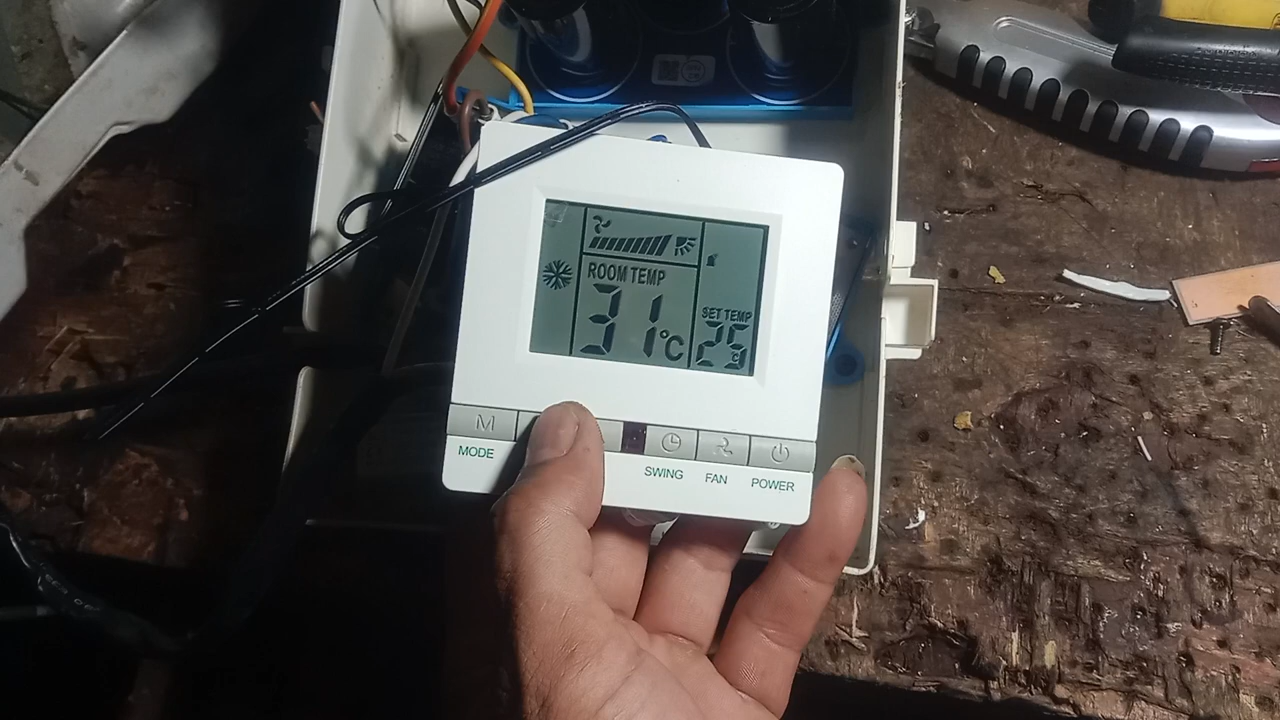 ROOM TEMP
31°C
SET TEMP
25°C
M
MODE
SWING
FAN
POWER